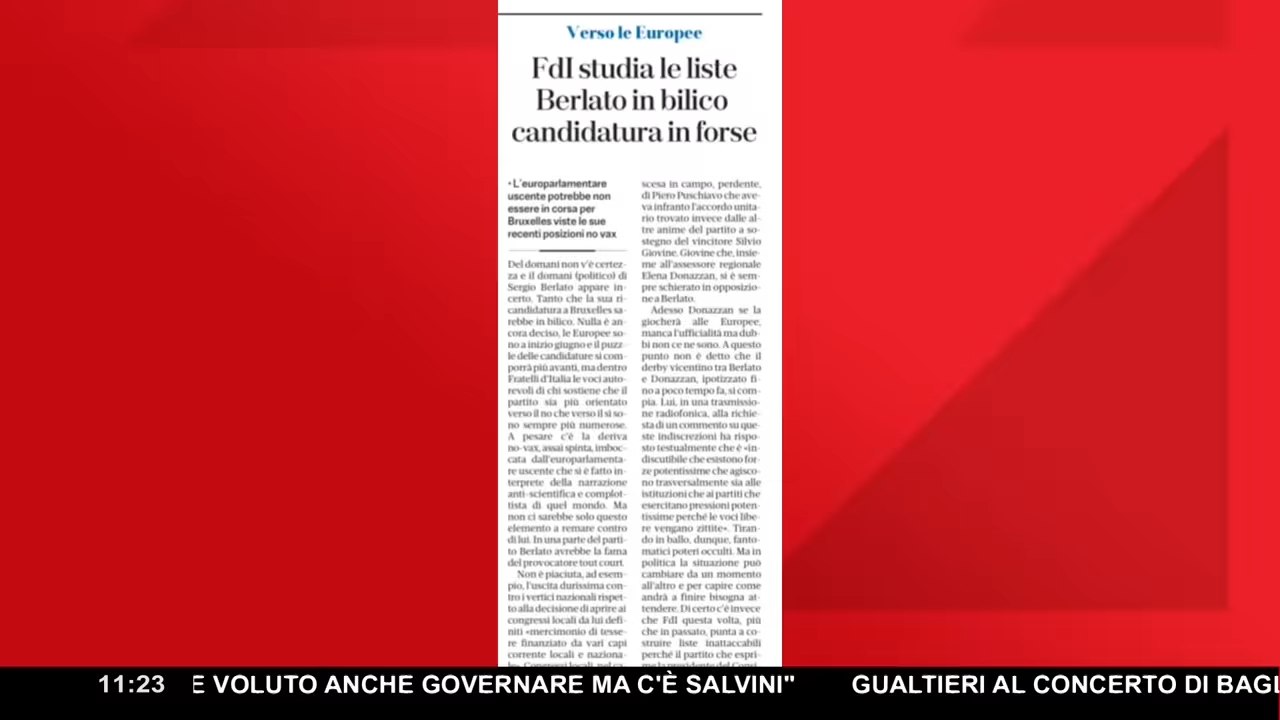 Verso le Europee
FdI studia le liste
Berlato in bilico
candidatura in forse
• L'europarlamentare
uscente potrebbe non
essere in corsa per
Bruxelles viste le sue
recenti posizioni no vax
Del domani non v'è certez-
za e il domani (politico) di
Sergio Berlato appare in-
certo. Tanto che la sua ri-
candidatura a Bruxelles sa-
rebbe in bilico. Nulla è an-
cora deciso, le Europee so-
no a inizio giugno e il puzz-
le delle candidature si com-
porrà più avanti, ma dentro
Fratelli d'Italia le voci auto-
revoli di chi sostiene che il
partito sia più orientato
verso il no che verso il sì so-
no sempre più numerose.
A pesare c'è la deriva
no-vax, assai spinta, imboc-
cata dall'europarlamenta-
re uscente che si è fatto in-
terprete della narrazione
anti-scientifica e complot-
tista di quel mondo. Ma
non ci sarebbe solo questo
elemento a remare contro
di lui. In una parte del parti-
to Berlato avrebbe la fama
del provocatore tout court.
Non è piaciuta, ad esem-
pio, l'uscita durissima con-
tro i vertici nazionali rispet-
to alla decisione di aprire ai
congressi locali da lui defi-
niti «mercimonio di tesse-
re finanziato da vari capi
corrente locali e naziona-
le». Congressi locali, nel ca-
scesa in campo, perdente,
di Piero Puschiavo che ave-
va infranto l'accordo unita-
rio trovato invece dalle al-
tre anime del partito a so-
stegno del vincitore Silvio
Giovine. Giovine che, insie-
me all'assessore regionale
Elena Donazzan, si è sem-
pre schierato in opposizio-
ne a Berlato.
Adesso Donazzan se la
giocherà alle Europee,
manca l'ufficialità ma dub-
bi non ce ne sono. A questo
punto non è detto che il
derby vicentino tra Berlato
e Donazzan, ipotizzato fi-
no a poco tempo fa, si com-
pia. Lui, in una trasmissio-
ne radiofonica, alla richie-
sta di un commento su que-
ste indiscrezioni ha rispo-
sto testualmente che è «in-
discutibile che esistono for-
ze potentissime che agisco-
no trasversalmente sia alle
istituzioni che ai partiti che
esercitano pressioni poten-
tissime perché le voci libe-
re vengano zittite». Tiran-
do in ballo, dunque, fanto-
matici poteri occulti. Ma in
politica la situazione può
cambiare da un momento
all'altro e per capire come
andrà a finire bisogna at-
tendere. Di certo c'è invece
che FdI questa volta, più
che in passato, punta a co-
struire liste inattaccabili
perché il partito che espri-
me la presidente del Consi-
11:23 E VOLUTO ANCHE GOVERNARE MA C'È SALVINI" GUALTIERI AL CONCERTO DI BAGL